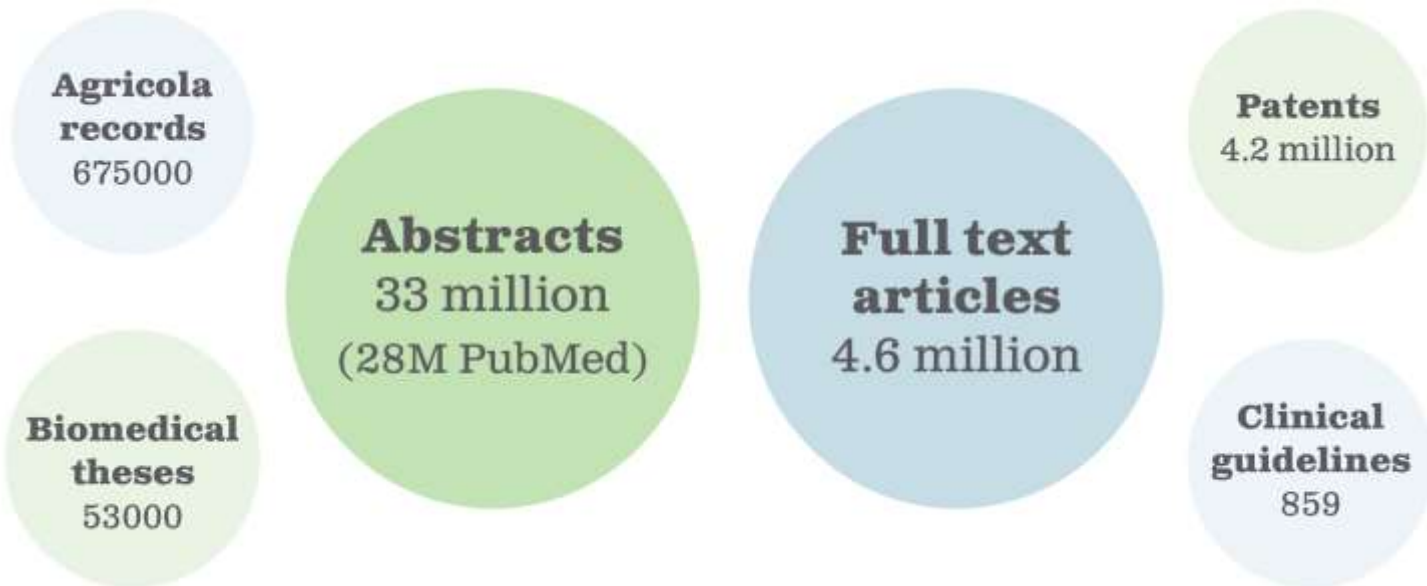 Agricola
records
675000
Biomedical
theses
53000
Abstracts
33 million
(28M PubMed)
Full text
articles
4.6 million
Patents
4.2 million
Clinical
guidelines
859